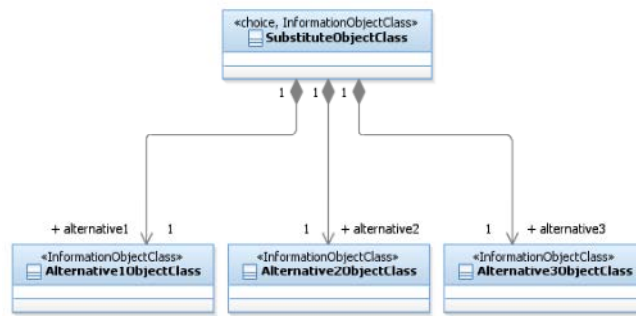 «choice, InformationObjectClass»
SubstituteObjectClass
1 1 1
+ alternative1 1 1 + alternative2 1 + alternative3
«InformationObjectClass» «InformationObjectClass» «InformationObjectClass»
Alternative1ObjectClass Alternative2ObjectClass Alternative3ObjectClass